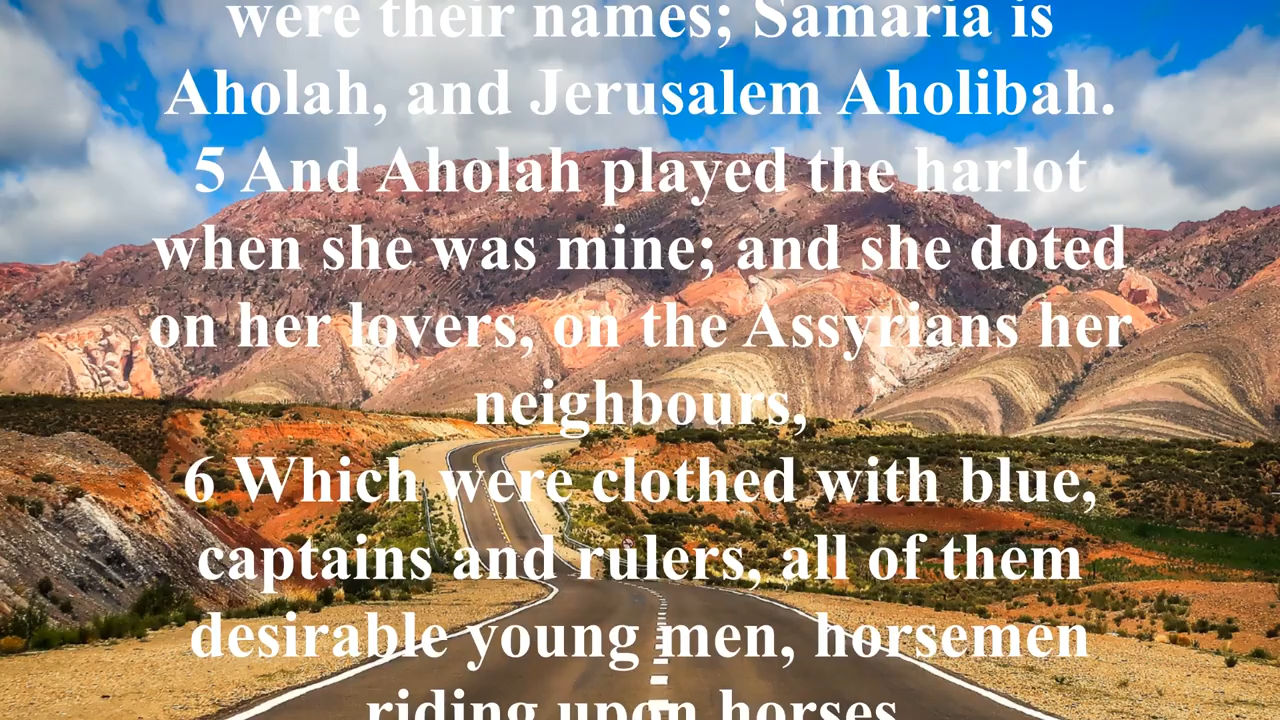 were their names; Samaria is
Aholah, and Jerusalem Aholibah.
5 And Aholah played the harlot
when she was mine; and she doted
on her lovers, on the Assyrians her
neighbours,
6 Which were clothed with blue,
captains and rulers, all of them
desirable young men, horsemen
riding upon horses.